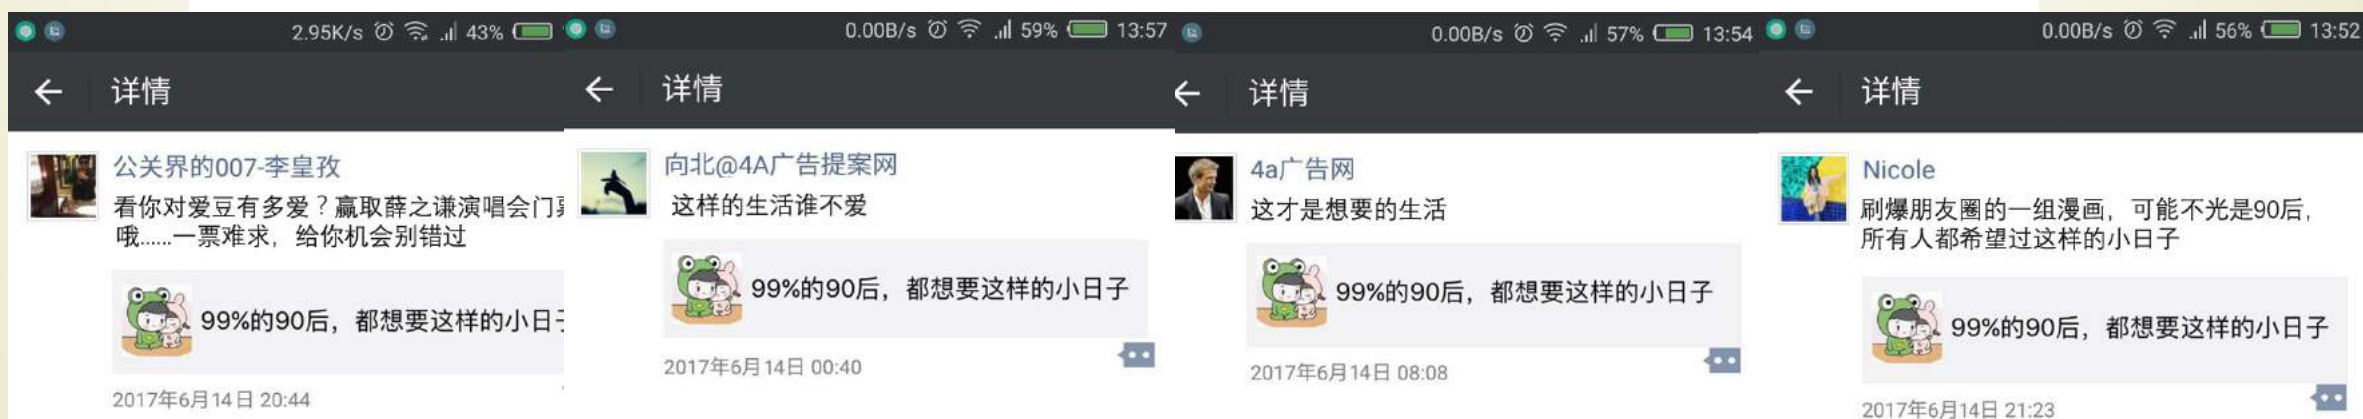 2.95K/s 43%
详情
公关界的007-李皇孜
看你对爱豆有多爱？赢取薛之谦演唱会门
哦......一票难求，给你机会别错过
99%的90后，都想要这样的小日
2017年6月14日 20:44
0.00B/s 59% 13:57
详情
向北@4A广告提案网
这样的生活谁不爱
99%的90后，都想要这样的小日子
2017年6月14日 00:40
0.00B/s 57% 13:54
详情
4a广告网
这才是想要的生活
99%的90后，都想要这样的小日子
2017年6月14日 08:08
0.00B/s 56% 13:52
详情
Nicole
刷爆朋友圈的一组漫画，可能不光是90后，
所有人都希望过这样的小日子
99%的90后，都想要这样的小日子
2017年6月14日 21:23